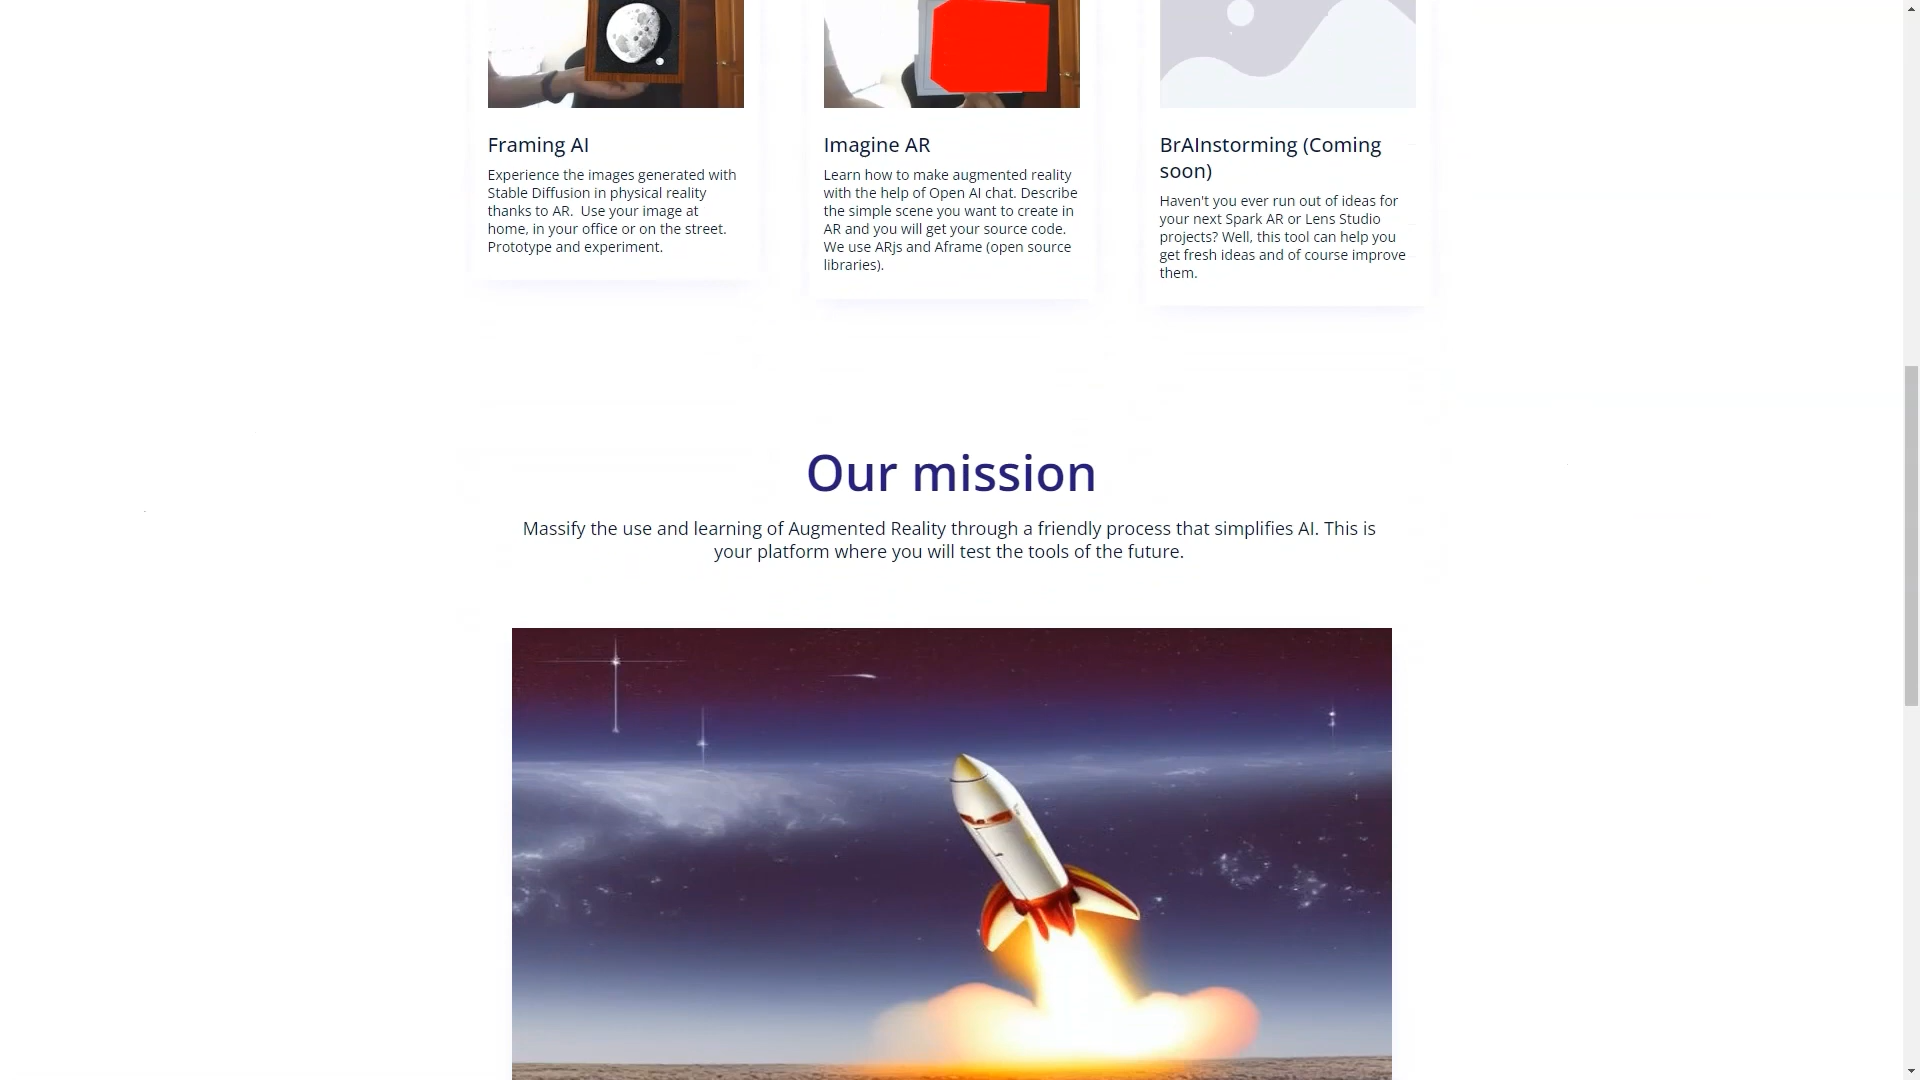 Framing AI
Experience the images generated with
Stable Diffusion in physical reality
thanks to AR.  Use your image at
home, in your office or on the street.
Prototype and experiment.
Imagine AR
Learn how to make augmented reality
with the help of Open AI chat. Describe
the simple scene you want to create in
AR and you will get your source code.
We use ARjs and Aframe (open source
libraries).
BrAInstorming (Coming
soon)
Haven't you ever run out of ideas for
your next Spark AR or Lens Studio
projects? Well, this tool can help you
get fresh ideas and of course improve
them.
Our mission
Massify the use and learning of Augmented Reality through a friendly process that simplifies AI. This is
your platform where you will test the tools of the future.